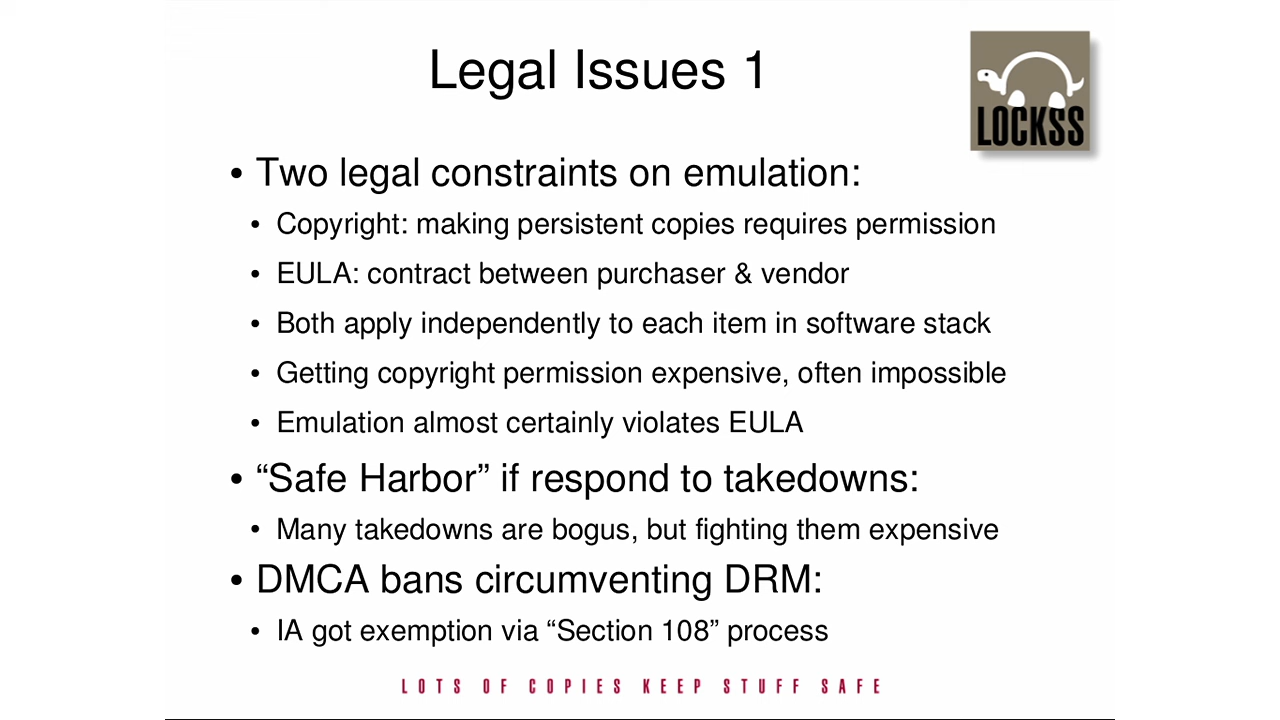 Legal Issues 1
LOCKSS
• Two legal constraints on emulation:
• Copyright: making persistent copies requires permission
• EULA: contract between purchaser & vendor
• Both apply independently to each item in software stack
• Getting copyright permission expensive, often impossible
• Emulation almost certainly violates EULA
• “Safe Harbor” if respond to takedowns:
• Many takedowns are bogus, but fighting them expensive
• DMCA bans circumventing DRM:
• IA got exemption via “Section 108” process
LOTS OF COPIES KEEP STUFF SAFE